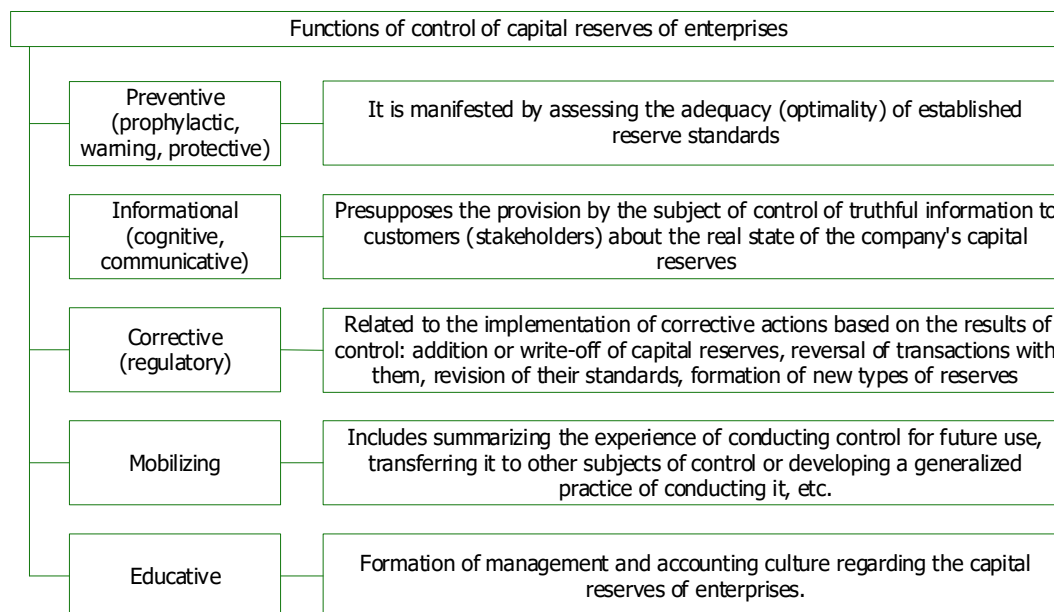 Functions of control of capital reserves of enterprises
Preventive
(prophylactic,
warning, protective)
It is manifested by assessing the adequacy (optimality) of established
reserve standards
Informational
(cognitive,
communicative)
Presupposes the provision by the subject of control of truthful information to
customers (stakeholders) about the real state of the company's capital
reserves
Corrective
(regulatory)
Related to the implementation of corrective actions based on the results of
control: addition or write-off of capital reserves, reversal of transactions with
them, revision of their standards, formation of new types of reserves
Mobilizing
Includes summarizing the experience of conducting control for future use,
transferring it to other subjects of control or developing a generalized
practice of conducting it, etc.
Educative
Formation of management and accounting culture regarding the capital
reserves of enterprises.